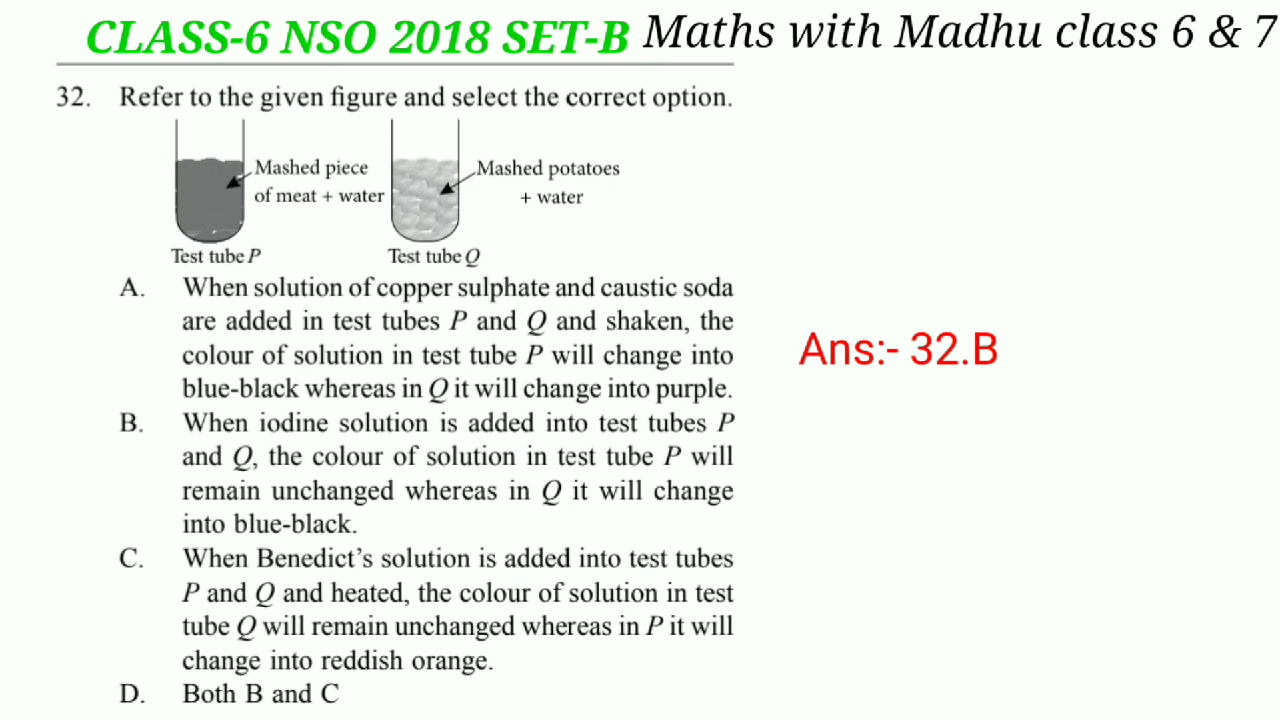 CLASS-6 NSO 2018 SET-B Maths with Madhu class 6 & 7
32. Refer to the given figure and select the correct option.
Mashed piece
of meat + water
Mashed potatoes
+ water
Test tube P
Test tube Q
A. When solution of copper sulphate and caustic soda
are added in test tubes P and Q and shaken, the
colour of solution in test tube P will change into
blue-black whereas in Q it will change into purple.
B. When iodine solution is added into test tubes P
and Q, the colour of solution in test tube P will
remain unchanged whereas in Q it will change
into blue-black.
C. When Benedict's solution is added into test tubes
P and Q and heated, the colour of solution in test
tube Q will remain unchanged whereas in P it will
change into reddish orange.
D. Both B and C
Ans:- 32.B